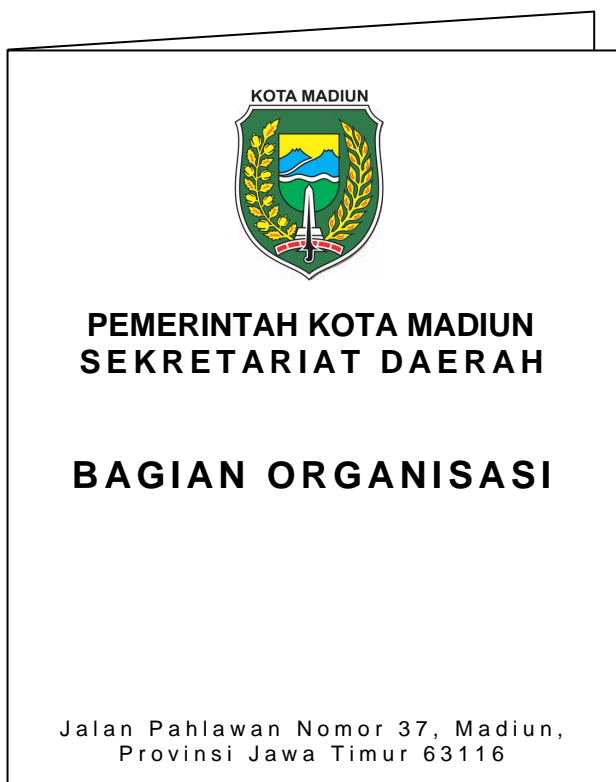 KOTA MADIUN
PEMERINTAH KOTA MADIUN
SEKRETARIAT DAERAH
BAGIAN ORGANISASI
Jalan Pahlawan Nomor 37, Madiun,
Provinsi Jawa Timur 63116